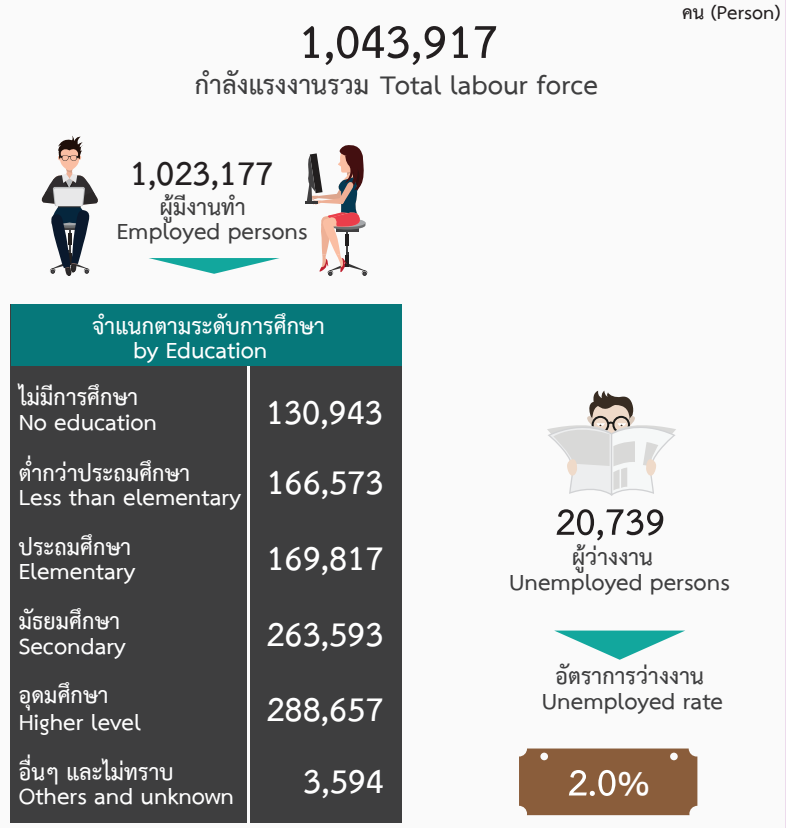 คน (Person)
1,043,917
กำลังแรงงานรวม Total labour force
1,023,177
ผู้มีงานทำ
Employed persons
จำแนกตามระดับการศึกษา
by Education
ไม่มีการศึกษา
No education
130,943
ต่ำกว่าประถมศึกษา
Less than elementary
166,573
ประถมศึกษา
Elementary
169,817
มัธยมศึกษา
Secondary
263,593
อุดมศึกษา
Higher level
288,657
อื่นๆ และไม่ทราบ
Others and unknown
3,594
20,739
ผู้ว่างงาน
Unemployed persons
อัตราการว่างงาน
Unemployed rate
2.0%